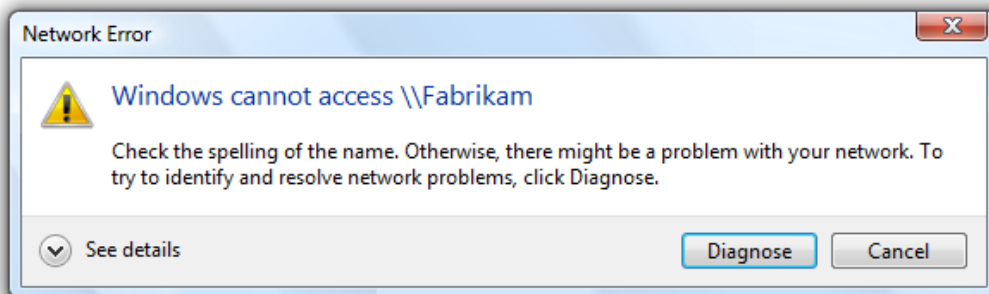 Network Error
Windows cannot access \\Fabrikam
Check the spelling of the name. Otherwise, there might be a problem with your network. To
try to identify and resolve network problems, click Diagnose.
See details
Diagnose
Cancel